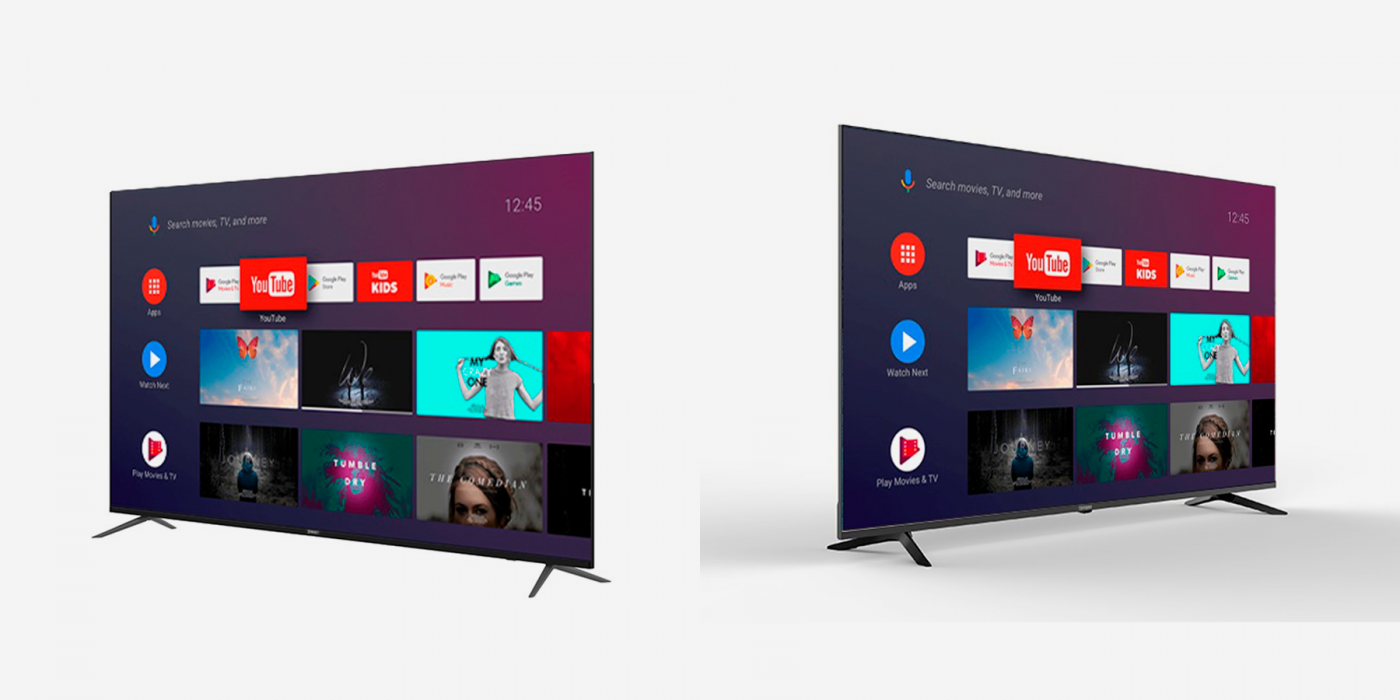 Search movies, TV, and more
12:45
Google Play
Movies & TV
YouTube
Google Play
Store
YouTube
KIDS
Google Play
Music
Google Play
Games
Apps
YouTube
Watch Next
FAIRY
MY
CRAZY
ONE
Play Movies & TV
JOURNEY
TUMBLE
DRY
THE COMEDIAN
Search movies, TV, and more
12:45
Google Play
Movies & TV
YouTube
Google Play
Store
YouTube
KIDS
Google Play
Music
Google Play
Games
Apps
YouTube
Watch Next
FAIRY
MY
CRAZY
ONE
Play Movies & TV
JOURNEY
TUMBLE
DRY
THE COMEDIAN